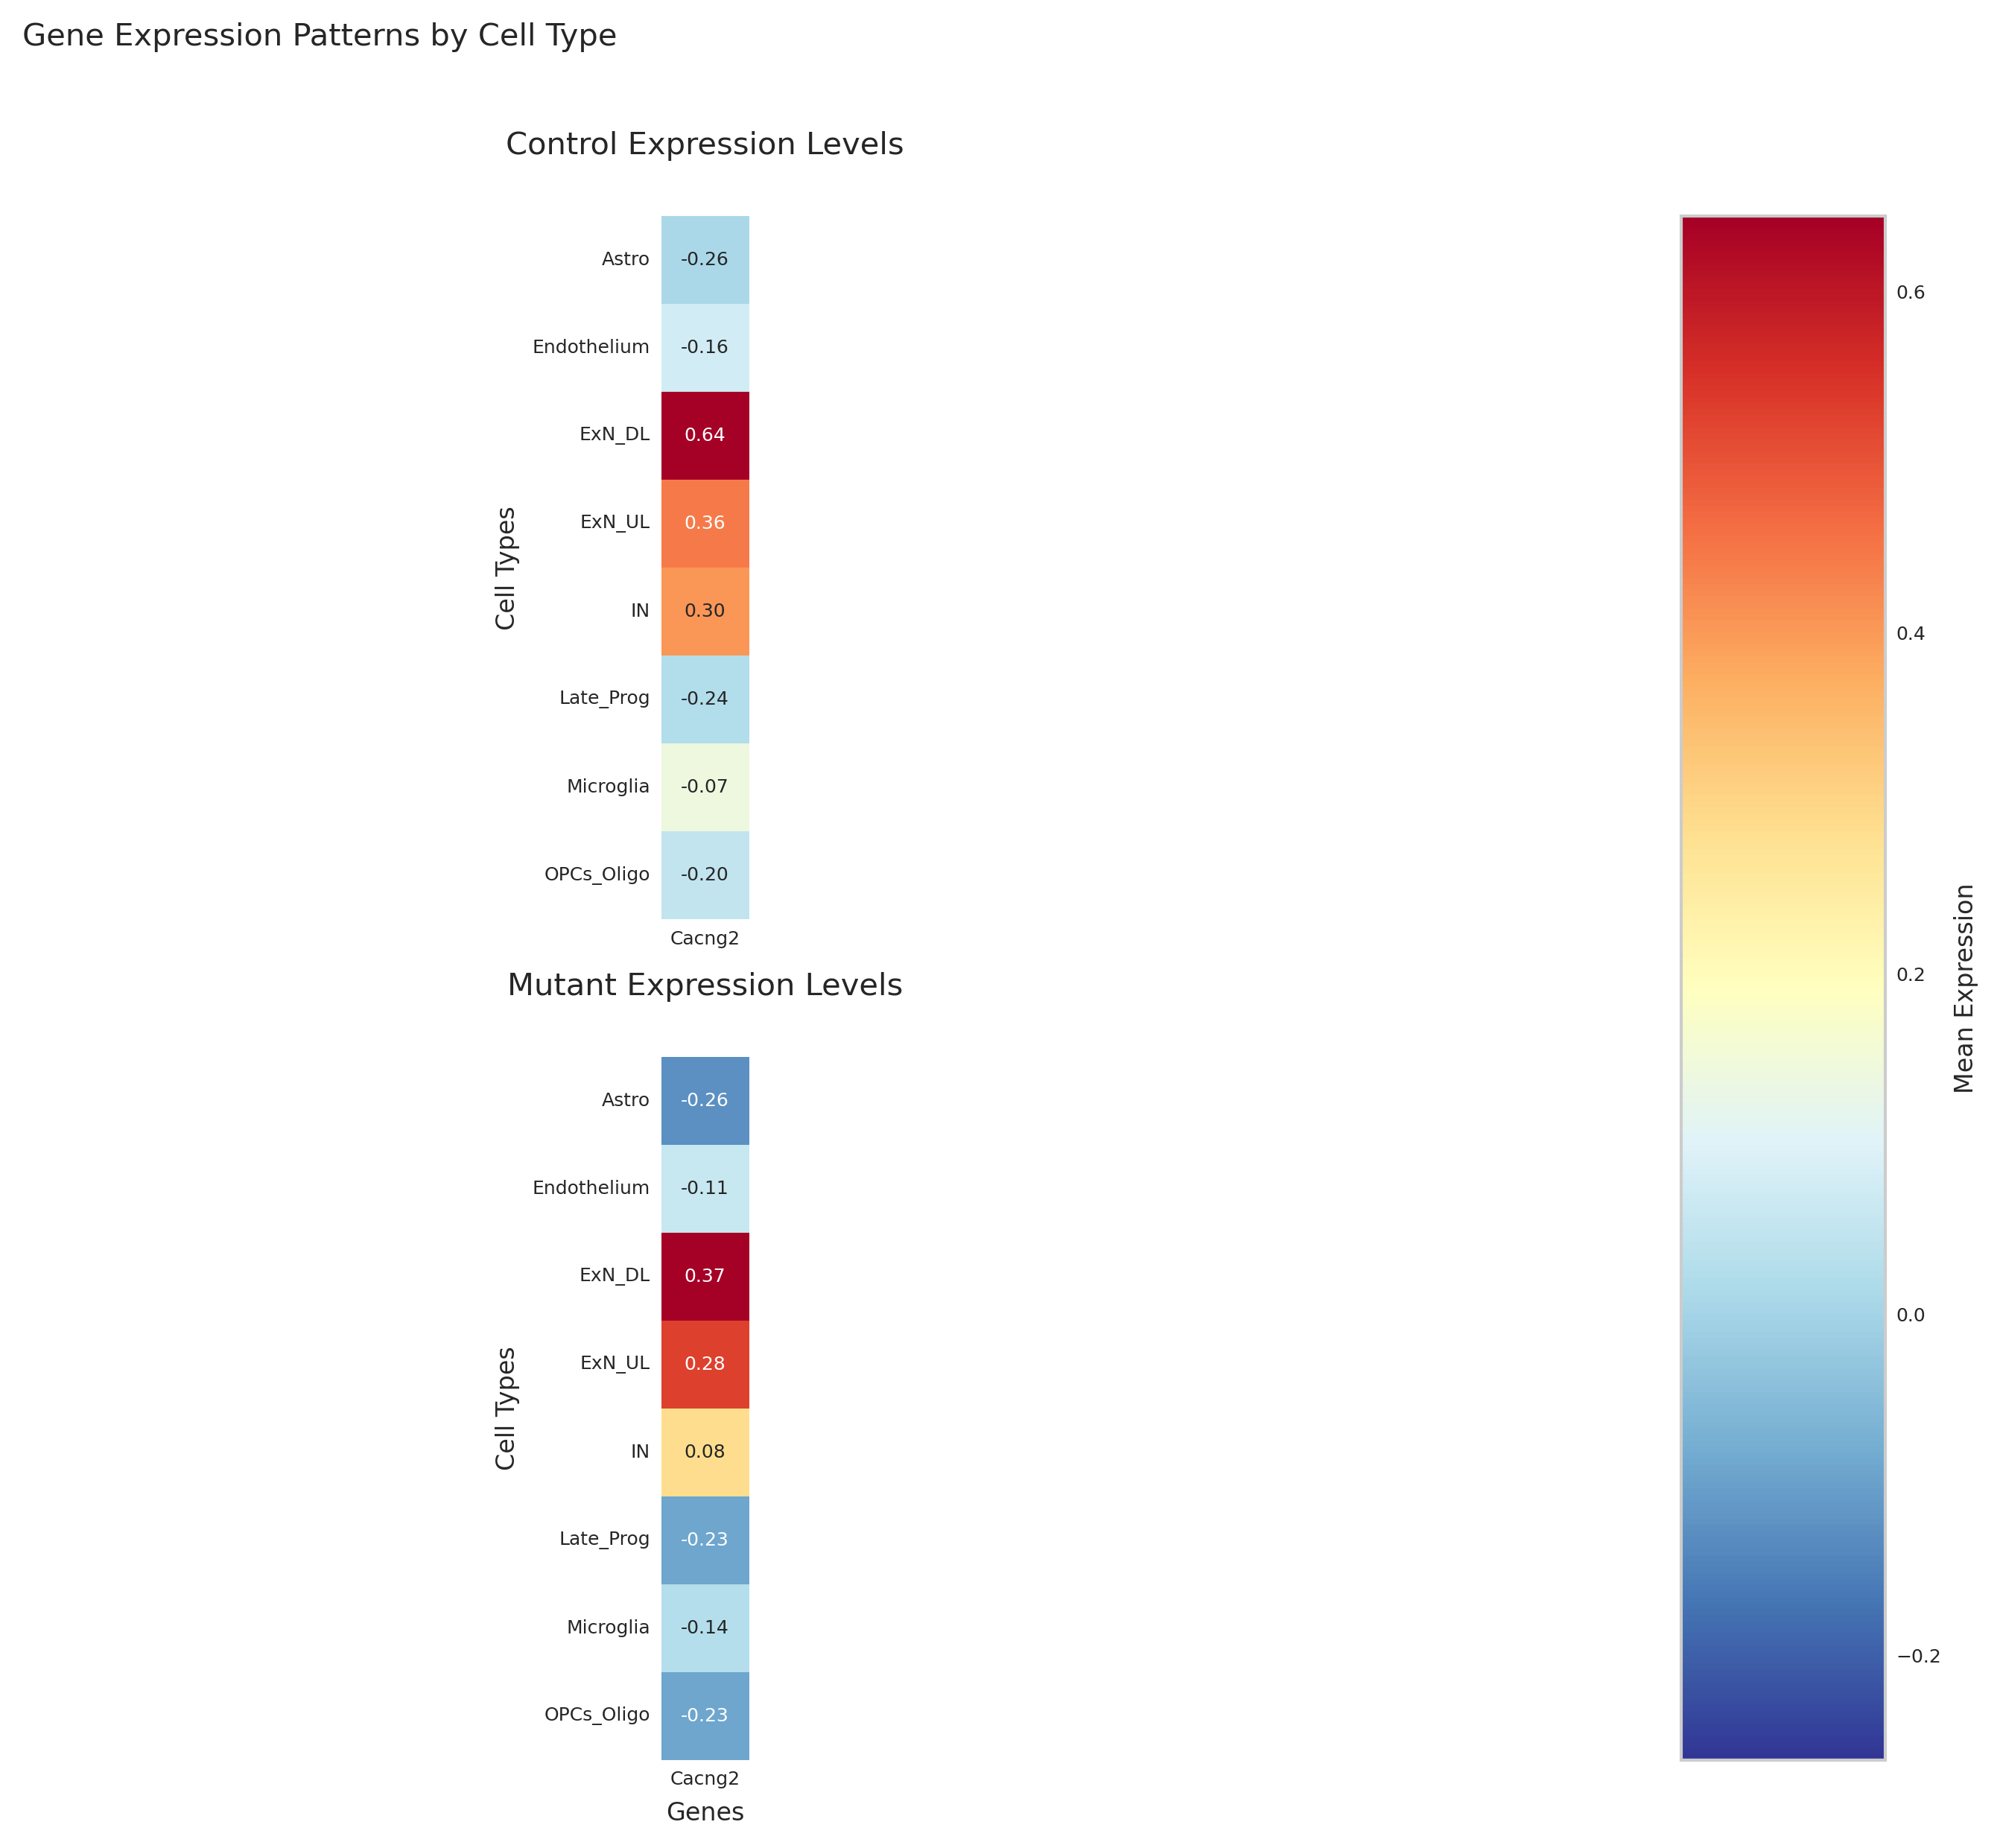 Gene Expression Patterns by Cell Type
Control Expression Levels
Cell Types
Astro -0.26
Endothelium -0.16
ExN_DL 0.64
ExN_UL 0.36
IN 0.30
Late_Prog -0.24
Microglia -0.07
OPCs_Oligo -0.20
Cacng2
Mutant Expression Levels
Cell Types
Astro -0.26
Endothelium -0.11
ExN_DL 0.37
ExN_UL 0.28
IN 0.08
Late_Prog -0.23
Microglia -0.14
OPCs_Oligo -0.23
Cacng2
Genes
0.6
0.4
0.2
0.0
−0.2
Mean Expression